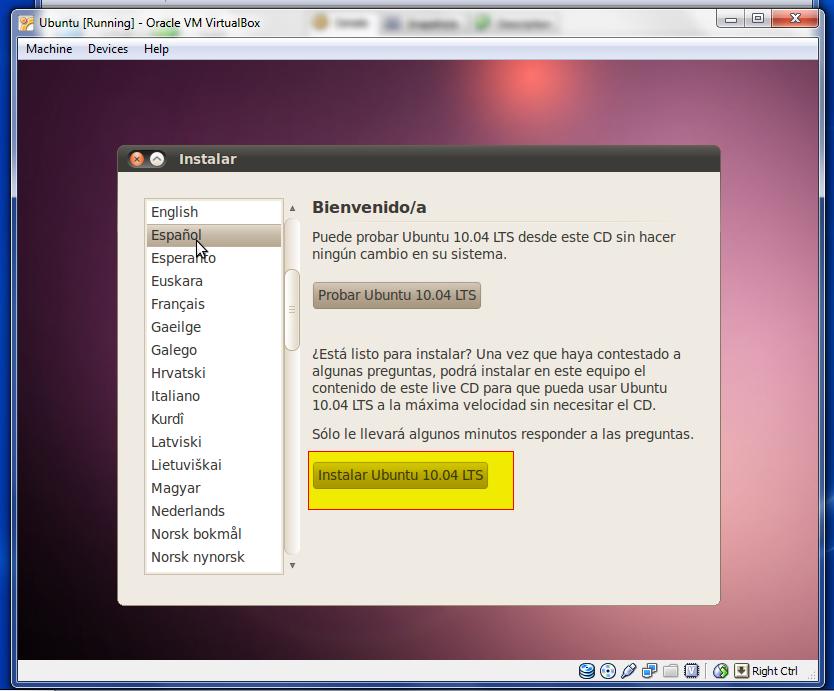 Ubuntu [Running] - Oracle VM VirtualBox
Machine Devices Help
Instalar
English
Español
Esperanto
Euskara
Français
Gaeilge
Galego
Hrvatski
Italiano
Kurdî
Latviski
Lietuviškai
Magyar
Nederlands
Norsk bokmål
Norsk nynorsk
Bienvenido/a
Puede probar Ubuntu 10.04 LTS desde este CD sin hacer
ningún cambio en su sistema.
Probar Ubuntu 10.04 LTS
¿Está listo para instalar? Una vez que haya contestado a
algunas preguntas, podrá instalar en este equipo el
contenido de este live CD para que pueda usar Ubuntu
10.04 LTS a la máxima velocidad sin necesitar el CD.
Sólo le llevará algunos minutos responder a las preguntas.
Instalar Ubuntu 10.04 LTS
Right Ctrl